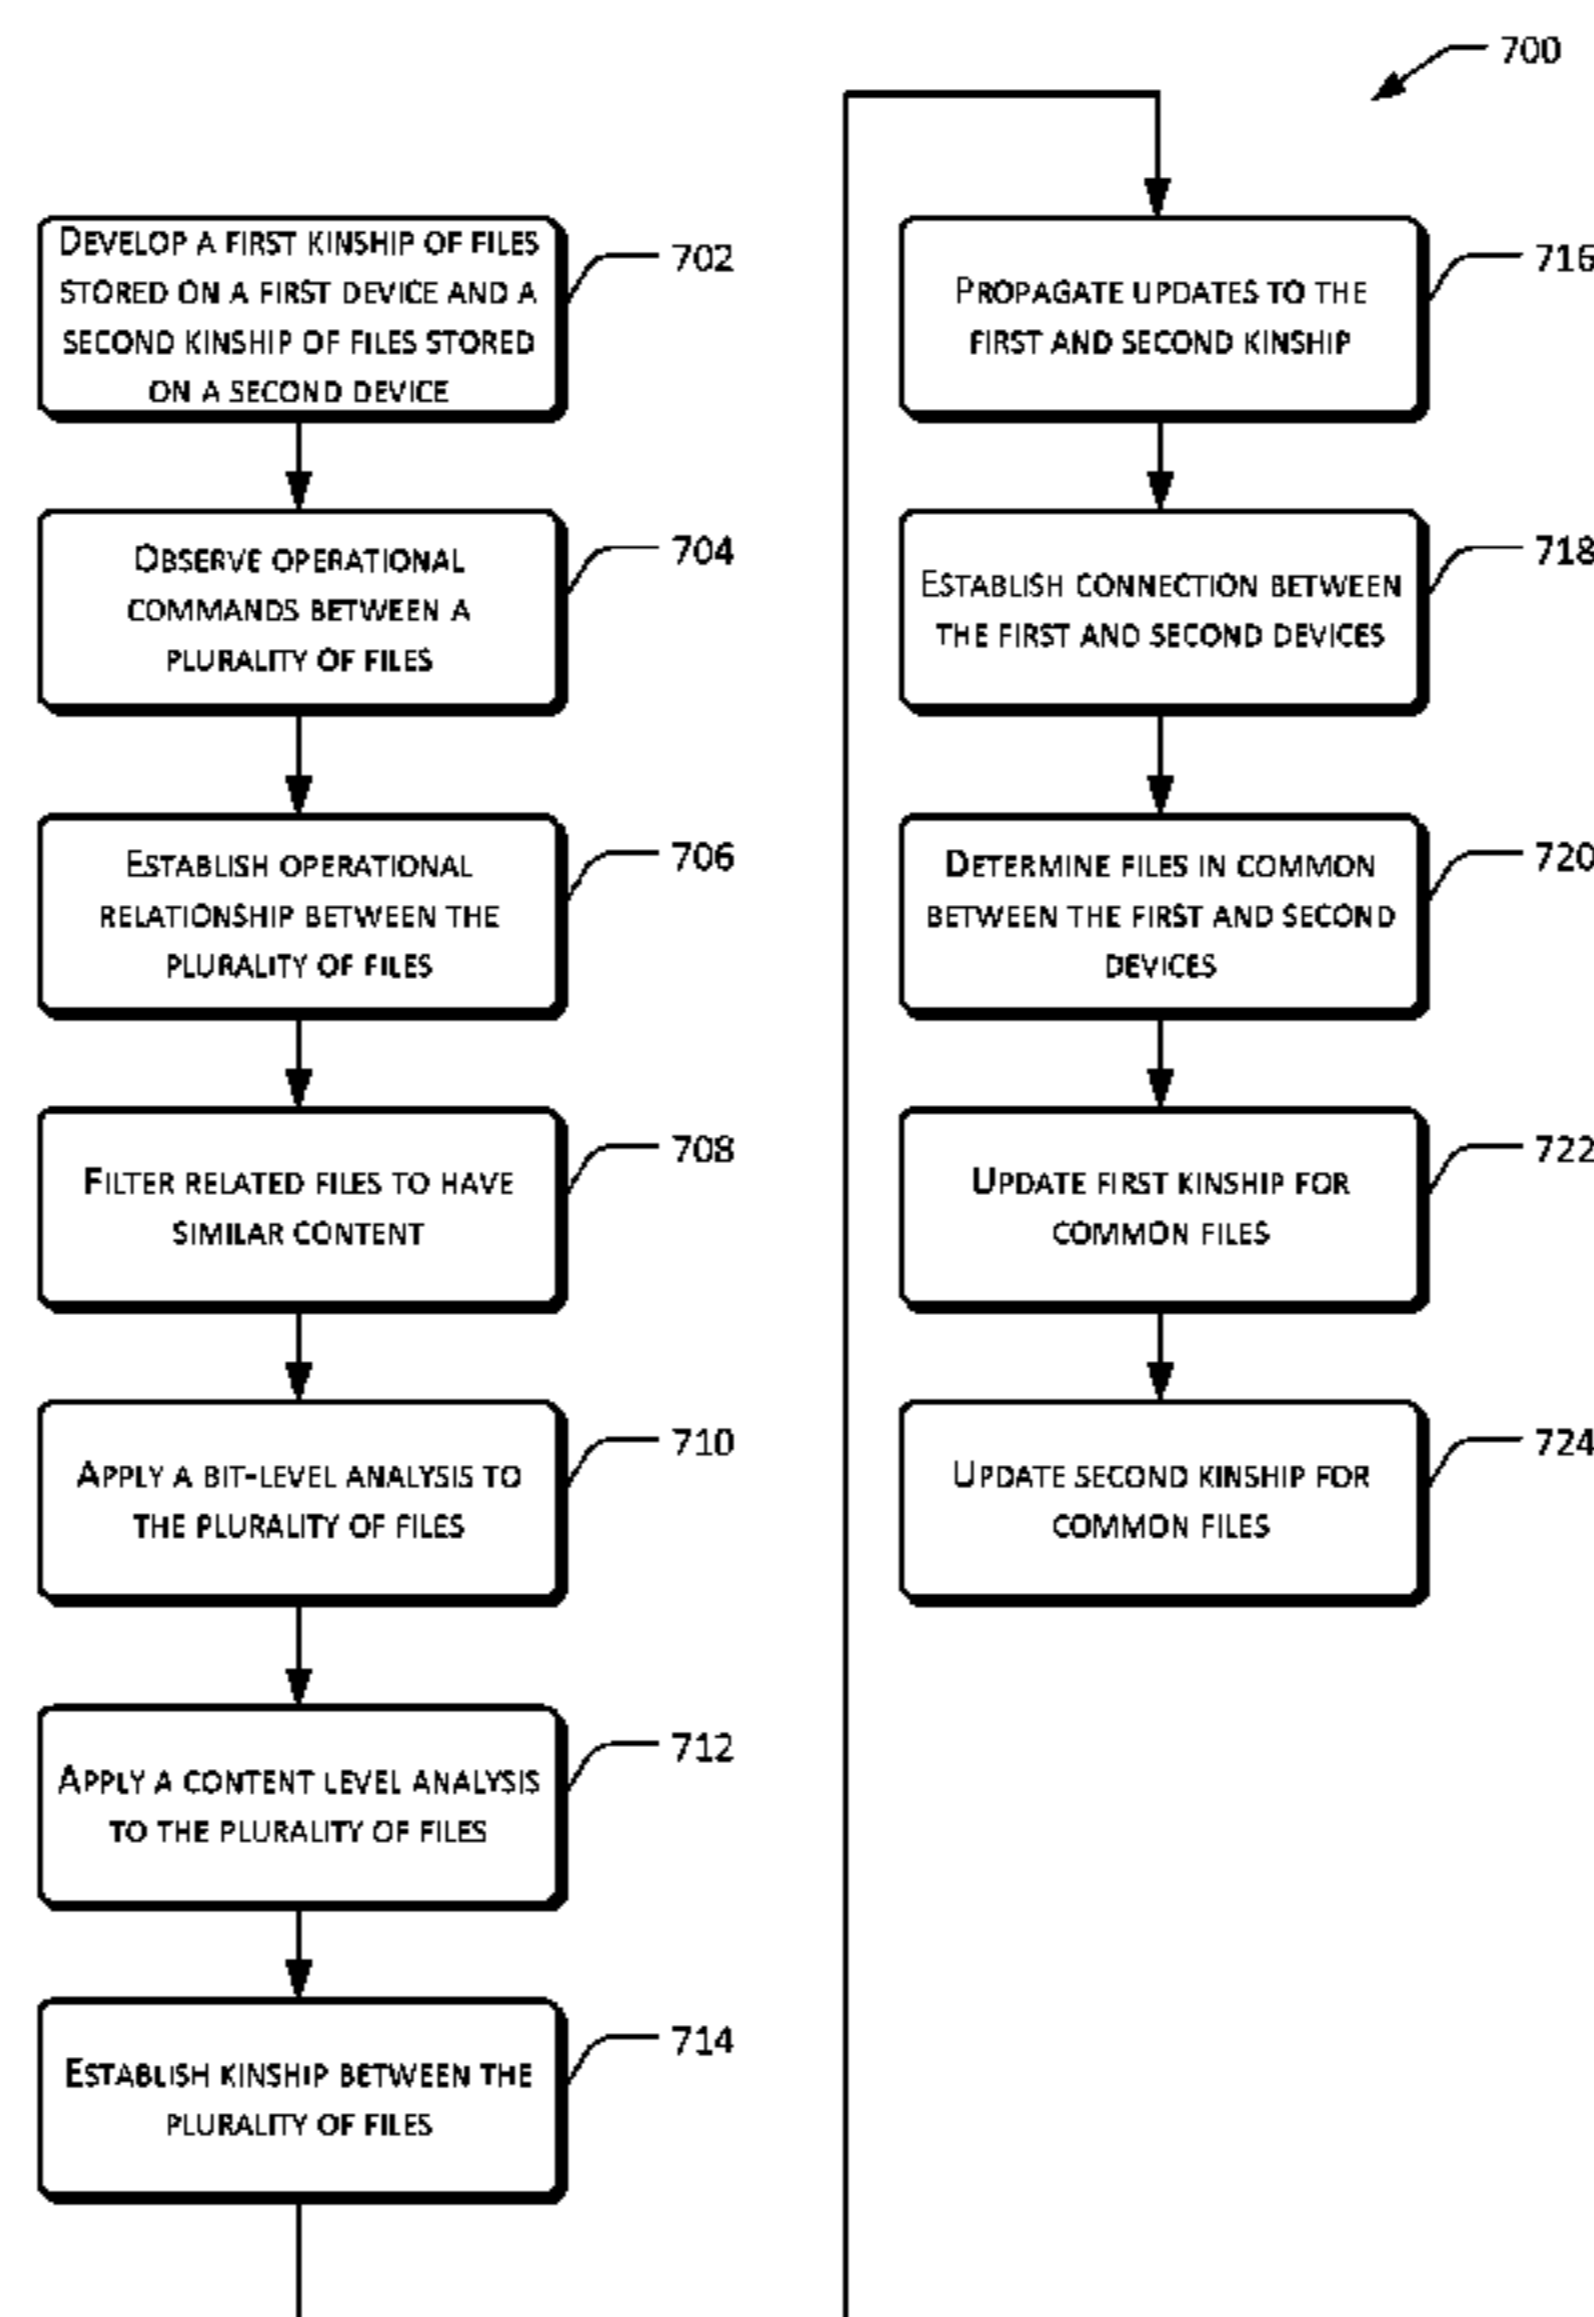 700
DEVELOP A FIRST KINSHIP OF FILES
STORED ON A FIRST DEVICE AND A
SECOND KINSHIP OF FILES STORED
ON A SECOND DEVICE
702
OBSERVE OPERATIONAL
COMMANDS BETWEEN A
PLURALITY OF FILES
704
ESTABLISH OPERATIONAL
RELATIONSHIP BETWEEN THE
PLURALITY OF FILES
706
FILTER RELATED FILES TO HAVE
SIMILAR CONTENT
708
APPLY A BIT-LEVEL ANALYSIS TO
THE PLURALITY OF FILES
710
APPLY A CONTENT LEVEL ANALYSIS
TO THE PLURALITY OF FILES
712
ESTABLISH KINSHIP BETWEEN THE
PLURALITY OF FILES
714
PROPAGATE UPDATES TO THE
FIRST AND SECOND KINSHIP
716
ESTABLISH CONNECTION BETWEEN
THE FIRST AND SECOND DEVICES
718
DETERMINE FILES IN COMMON
BETWEEN THE FIRST AND SECOND
DEVICES
720
UPDATE FIRST KINSHIP FOR
COMMON FILES
722
UPDATE SECOND KINSHIP FOR
COMMON FILES
724